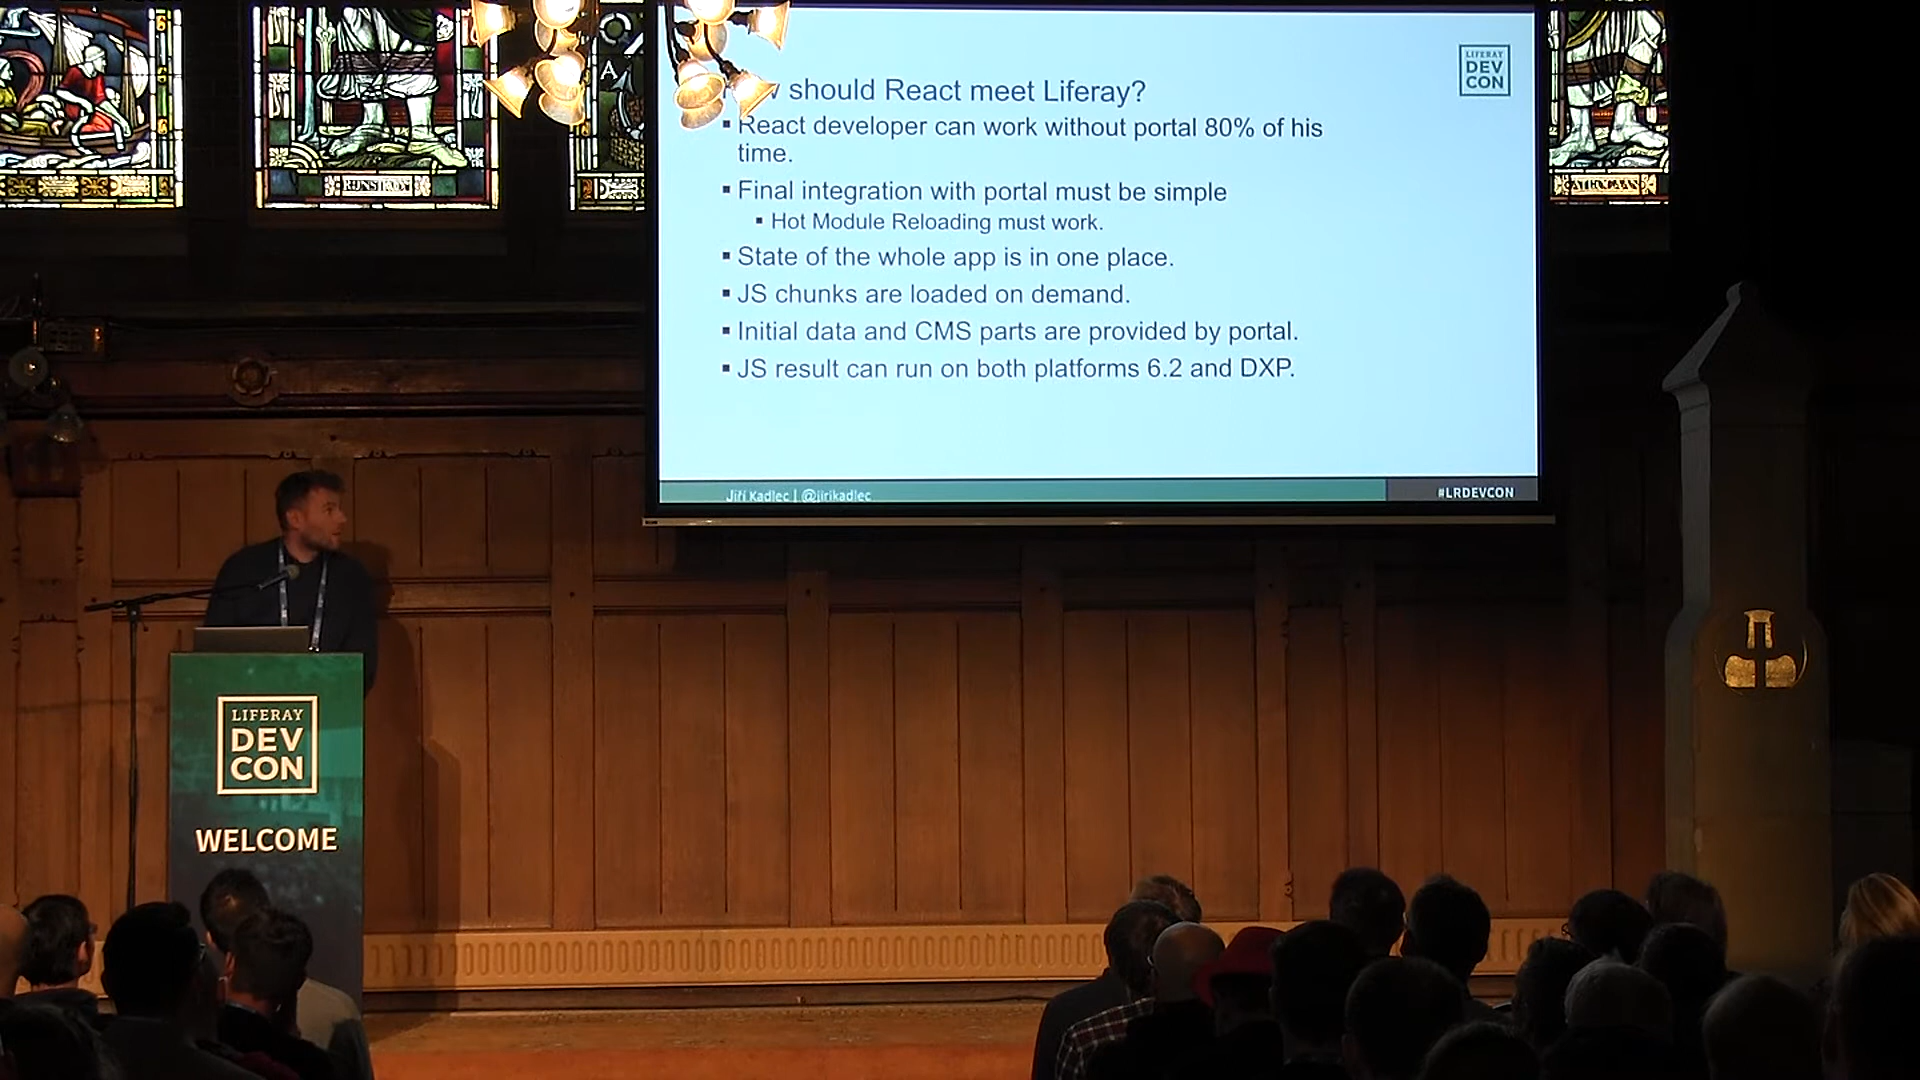 should React meet Liferay?
LIFERAY
DEV
CON
▪ React developer can work without portal 80% of his
time.
▪ Final integration with portal must be simple
▪ Hot Module Reloading must work.
▪ State of the whole app is in one place.
▪ JS chunks are loaded on demand.
▪ Initial data and CMS parts are provided by portal.
▪ JS result can run on both platforms 6.2 and DXP.
Jiří Kadlec | @jirikadlec
#LRDEVCON
LIFERAY
DEV
CON
WELCOME